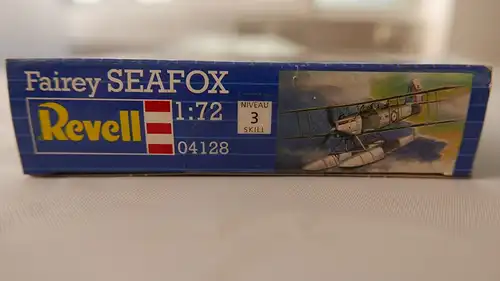 Fairey SEAFOX
Revell
1:72
NIVEAU
3
SKILL
04128